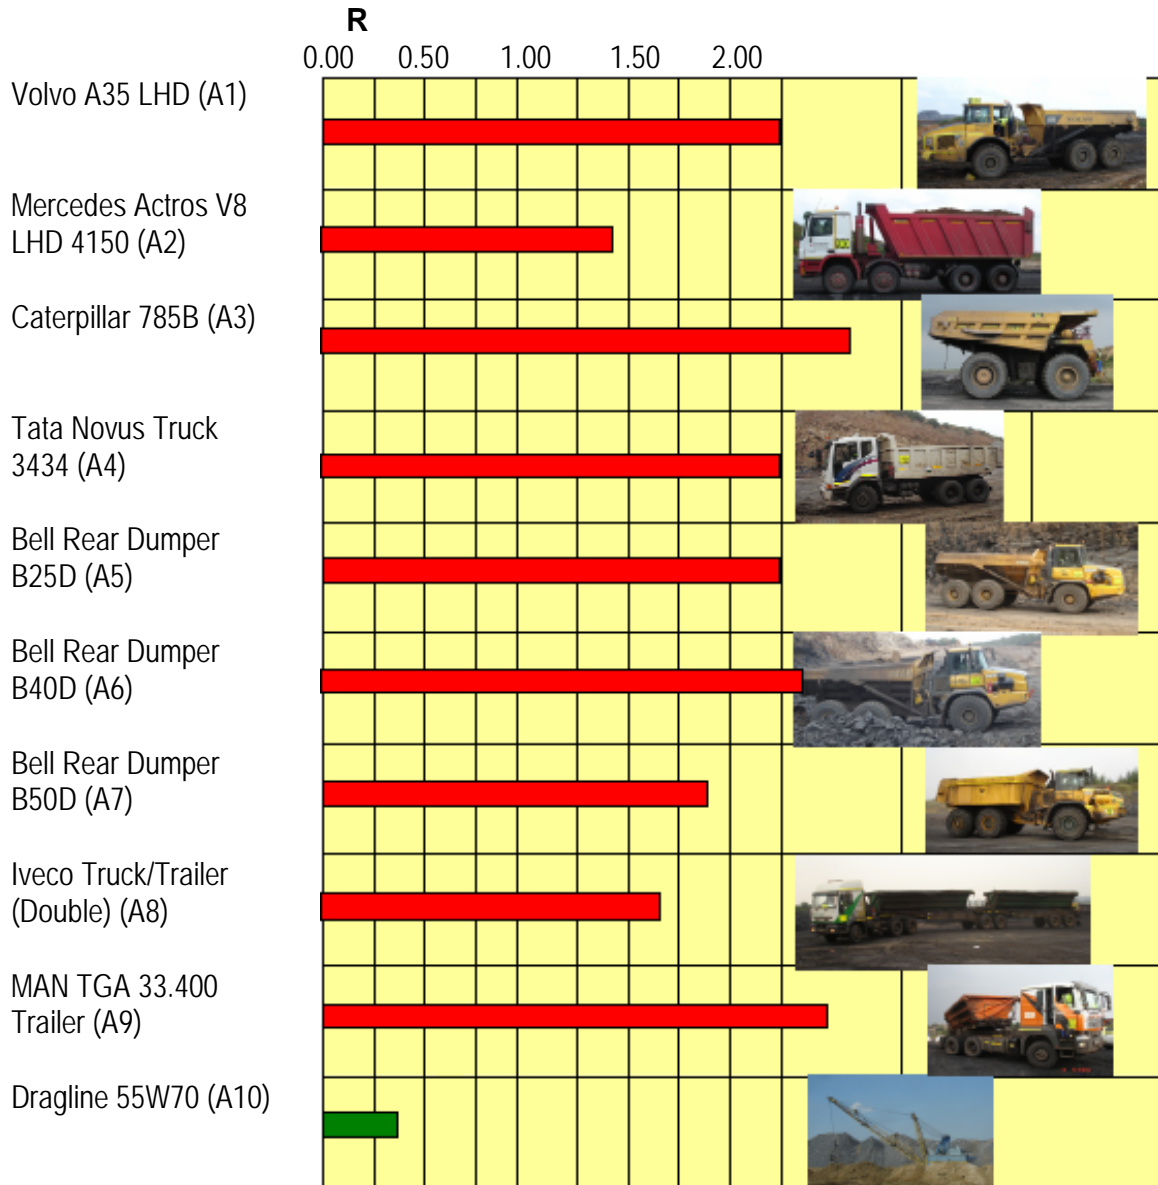 R
0.00 0.50 1.00 1.50 2.00
Volvo A35 LHD (A1)
Mercedes Actros V8
LHD 4150 (A2)
Caterpillar 785B (A3)
Tata Novus Truck
3434 (A4)
Bell Rear Dumper
B25D (A5)
Bell Rear Dumper
B40D (A6)
Bell Rear Dumper
B50D (A7)
Iveco Truck/Trailer
(Double) (A8)
MAN TGA 33.400
Trailer (A9)
Dragline 55W70 (A10)